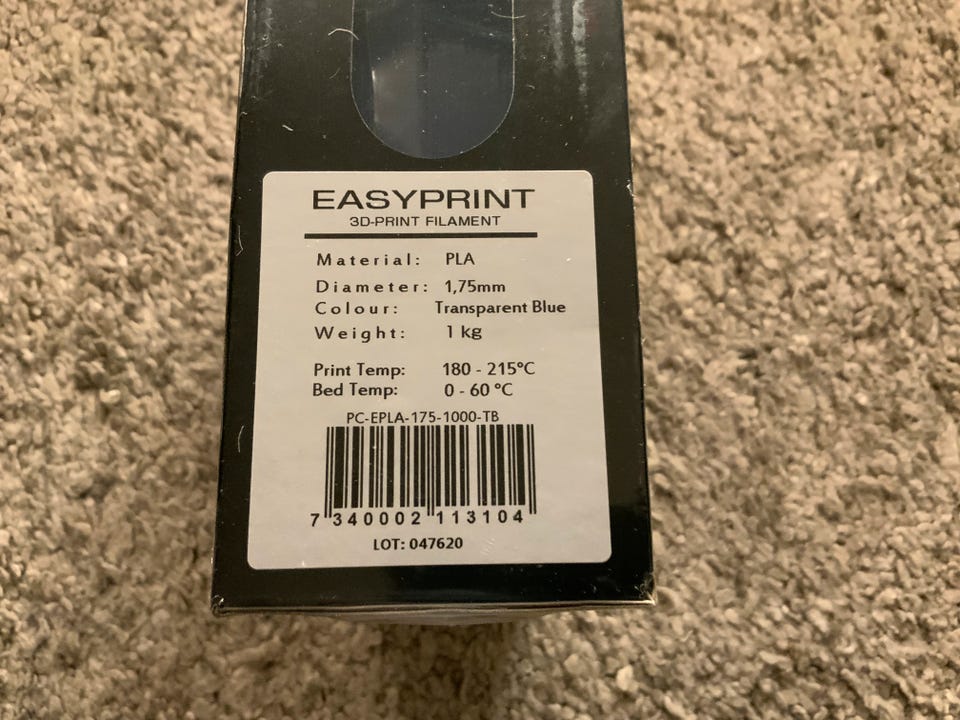 EASYPRINT
3D-PRINT FILAMENT
Material: PLA
Diameter: 1,75mm
Colour: Transparent Blue
Weight: 1 kg
Print Temp: 180 - 215°C
Bed Temp: 0 - 60 °C
PC-EPLA-175-1000-TB
7 340002 113104
LOT: 047620